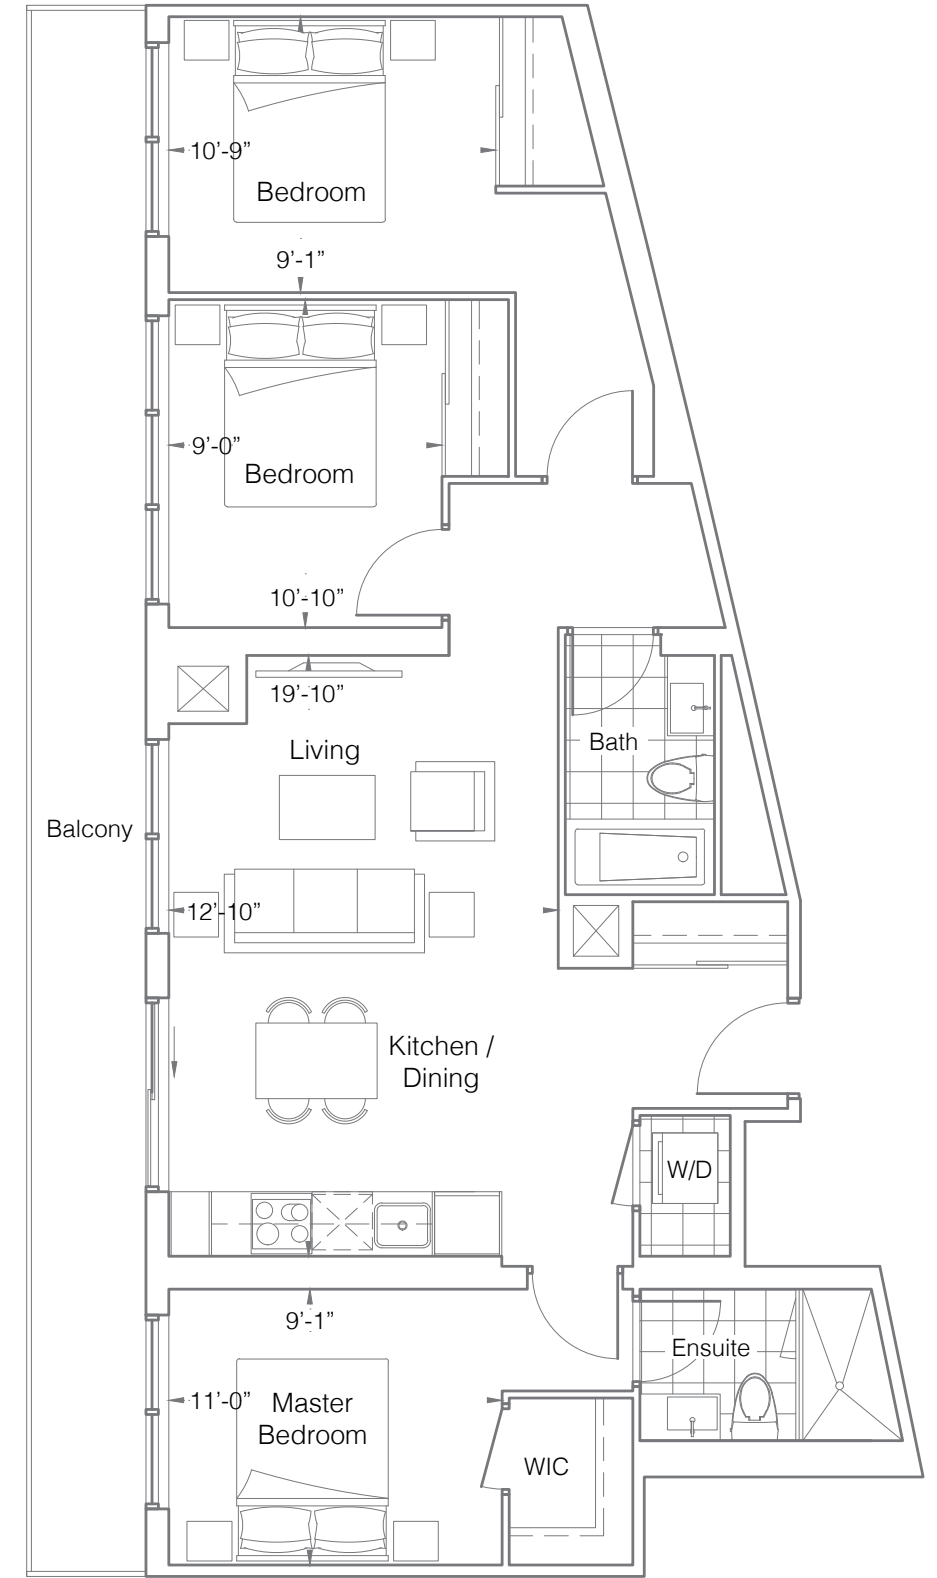 10’-9”
Bedroom
9’-1”
9’-0”
Bedroom
10’-10”
19’-10”
Living
Bath
Balcony
12’-10”
Kitchen /
Dining
W/D
9’-1”
Ensuite
11’-0”
Master
Bedroom
WIC